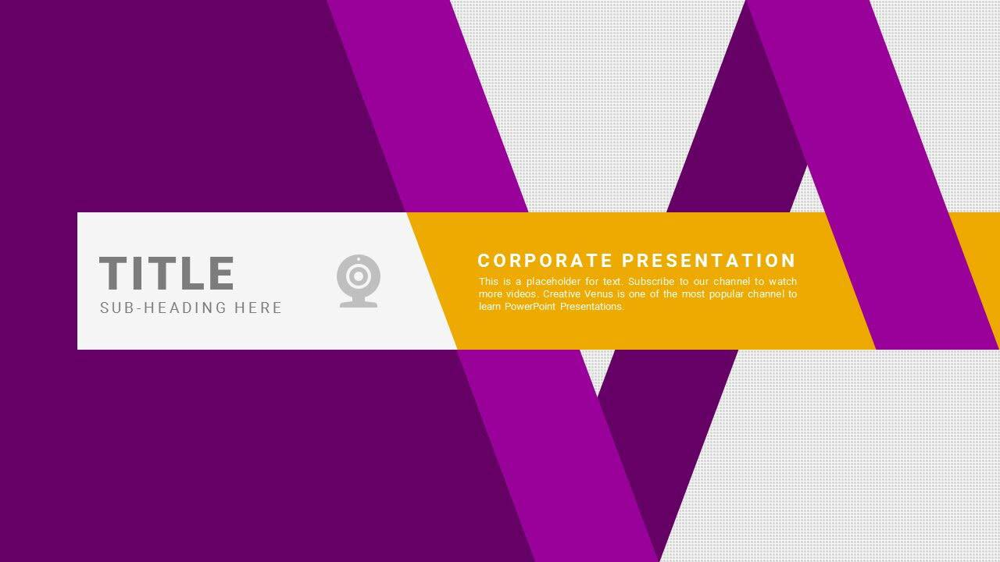 TITLE
SUB-HEADING HERE
CORPORATE PRESENTATION
This is a placeholder for text. Subscribe to our channel to watch
more videos. Creative Venus is one of the most popular channel to
learn PowerPoint Presentations.